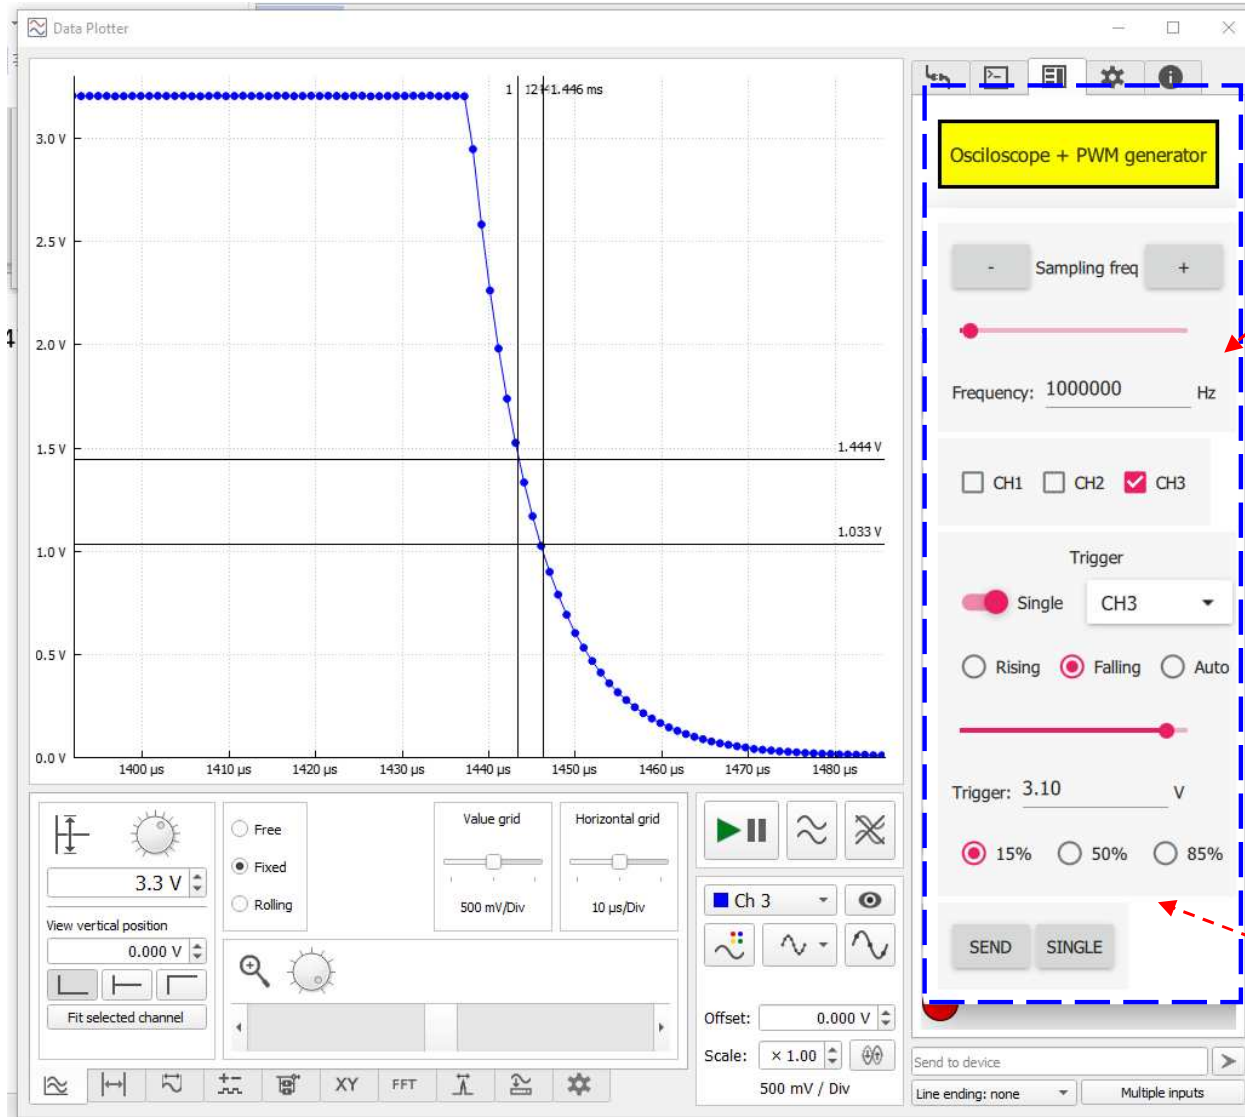 Data Plotter
1.446 ms
3.0 V
2.5 V
2.0 V
1.5 V
1.0 V
0.5 V
0.0 V
1.444 V
1.033 V
1400 µs 1410 µs 1420 µs 1430 µs 1440 µs 1450 µs 1460 µs 1470 µs 1480 µs
3.3 V
View vertical position
0.000 V
Fit selected channel
Free
Fixed
Rolling
Value grid
500 mV/Div
Horizontal grid
10 µs/Div
XY
FFT
Ch 3
Offset: 0.000 V
Scale: × 1.00
500 mV / Div
Osciloscope + PWM generator
- Sampling freq +
Frequency: 1000000 Hz
CH1 CH2 CH3
Trigger
Single CH3
Rising Falling Auto
Trigger: 3.10 V
15% 50% 85%
SEND SINGLE
Send to device
Line ending: none
Multiple inputs